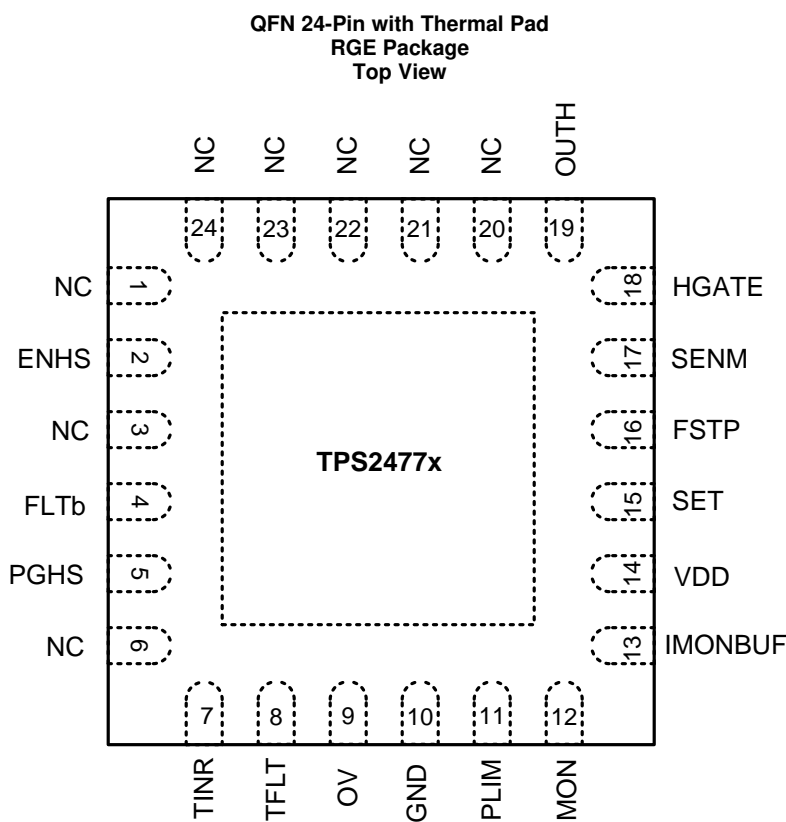 QFN 24-Pin with Thermal Pad
RGE Package
Top View
NC
NC
NC
NC
NC
OUTH
24
23
22
21
20
19
NC
1
ENHS
2
NC
3
FLTb
4
PGHS
5
NC
6
TPS2477x
18
HGATE
17
SENM
16
FSTP
15
SET
14
VDD
13
IMONBUF
7
8
9
10
11
12
TINR
TFLT
OV
GND
PLIM
MON